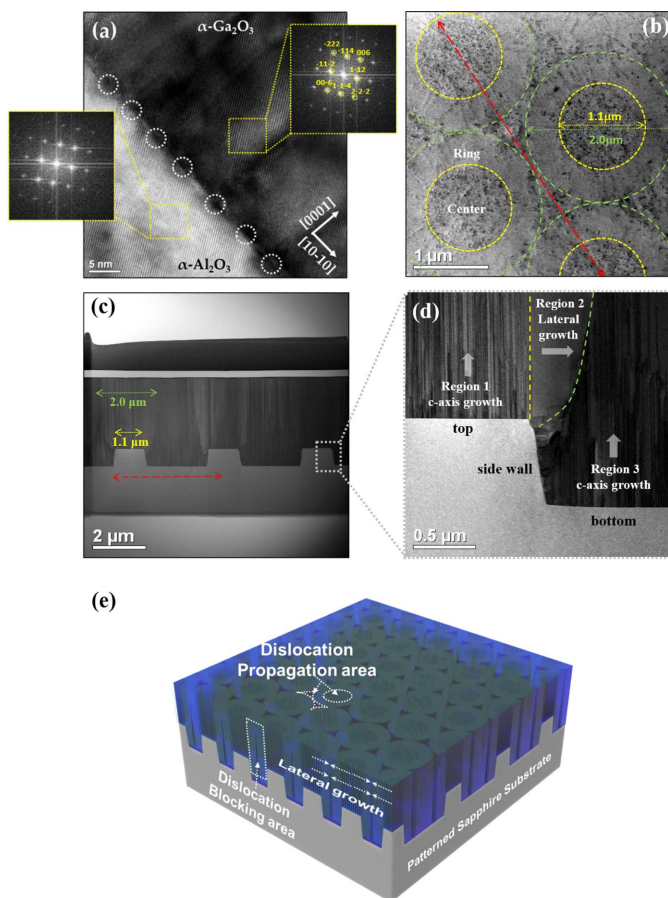 (a)
α-Ga2O3
-222
-114
006
-11-2
1-12
00-6
1-1-4
2-2-2
[0001]
[10-10]
5 nm
α-Al2O3
(b)
1.1μm
2.0μm
Ring
Center
1 μm
(c)
2.0 μm
1.1 μm
2 μm
(d)
Region 2
Lateral
growth
Region 1
c-axis growth
top
side wall
Region 3
c-axis growth
bottom
0.5 μm
(e)
Dislocation
Propagation area
Lateral growth
Dislocation
Blocking area
Patterned Sapphire Substrate